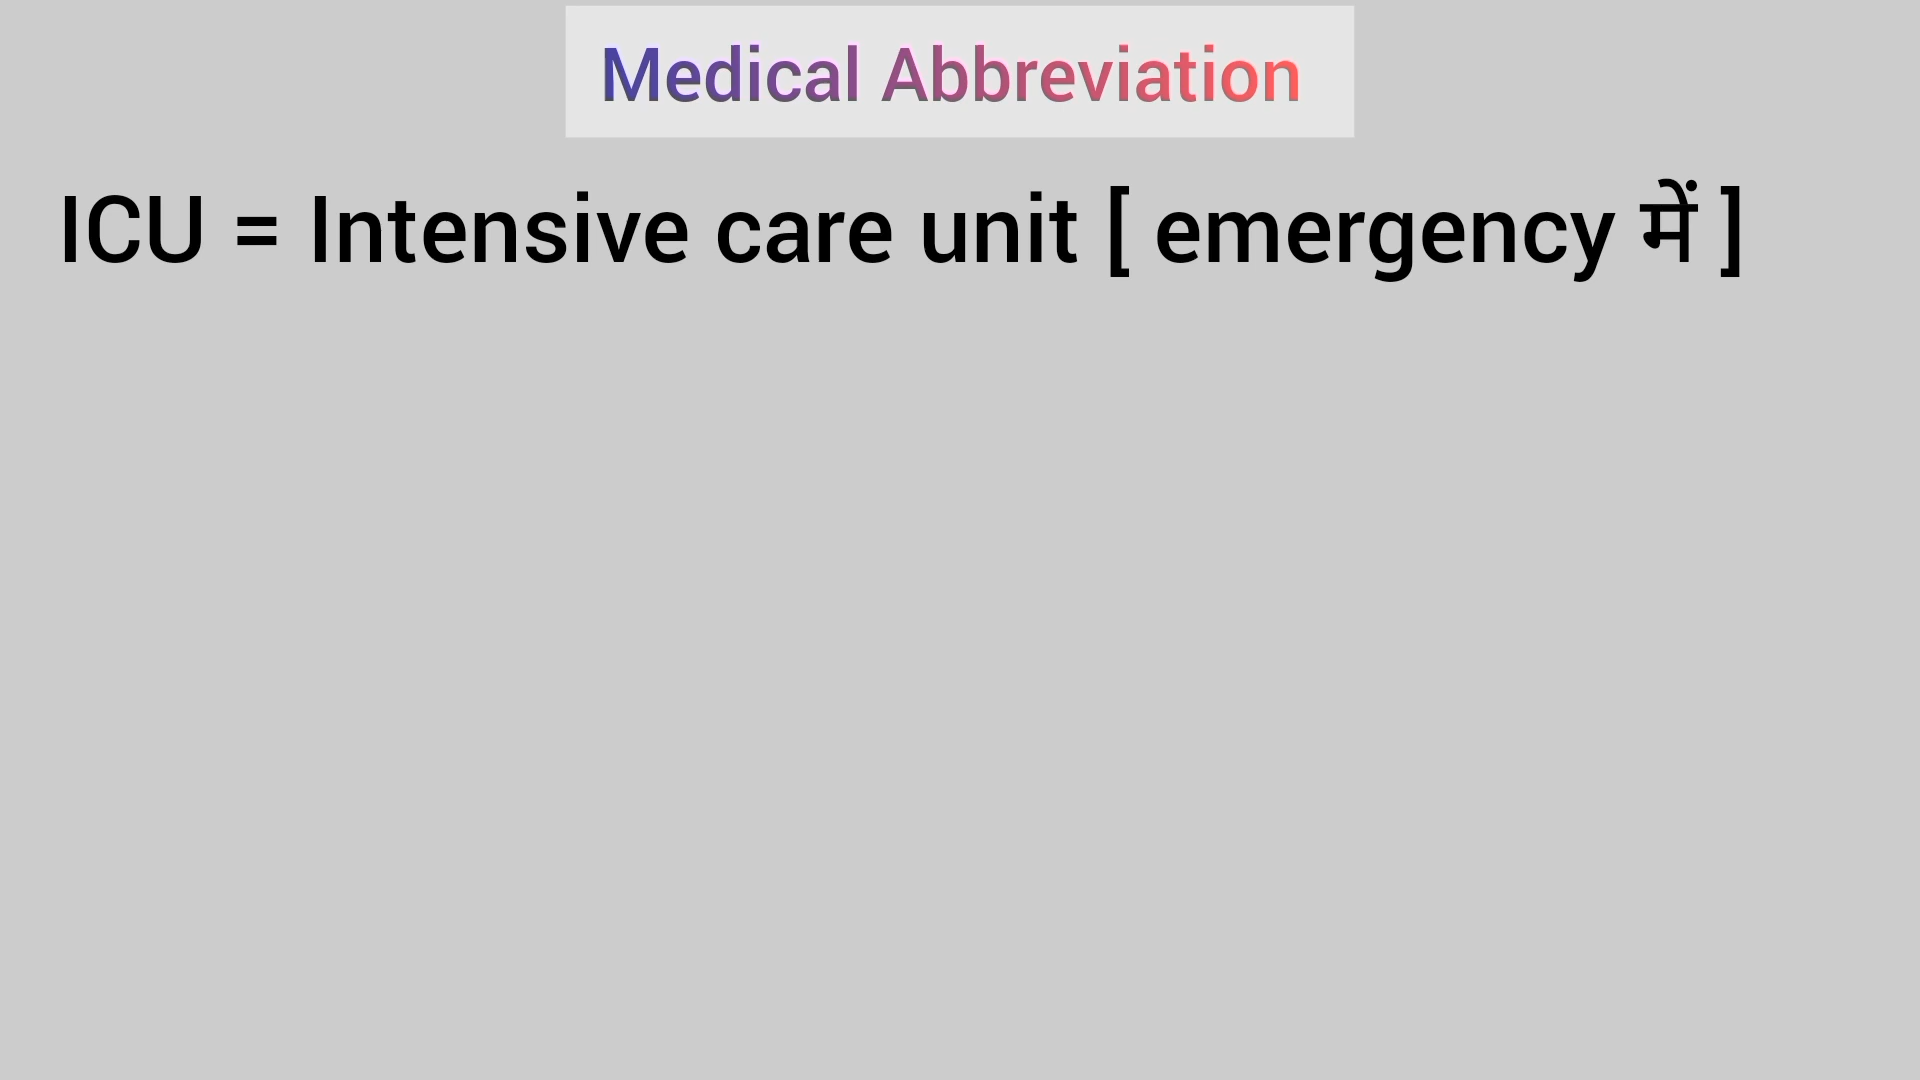 Medical Abbreviation
ICU = Intensive care unit [ emergency में ]